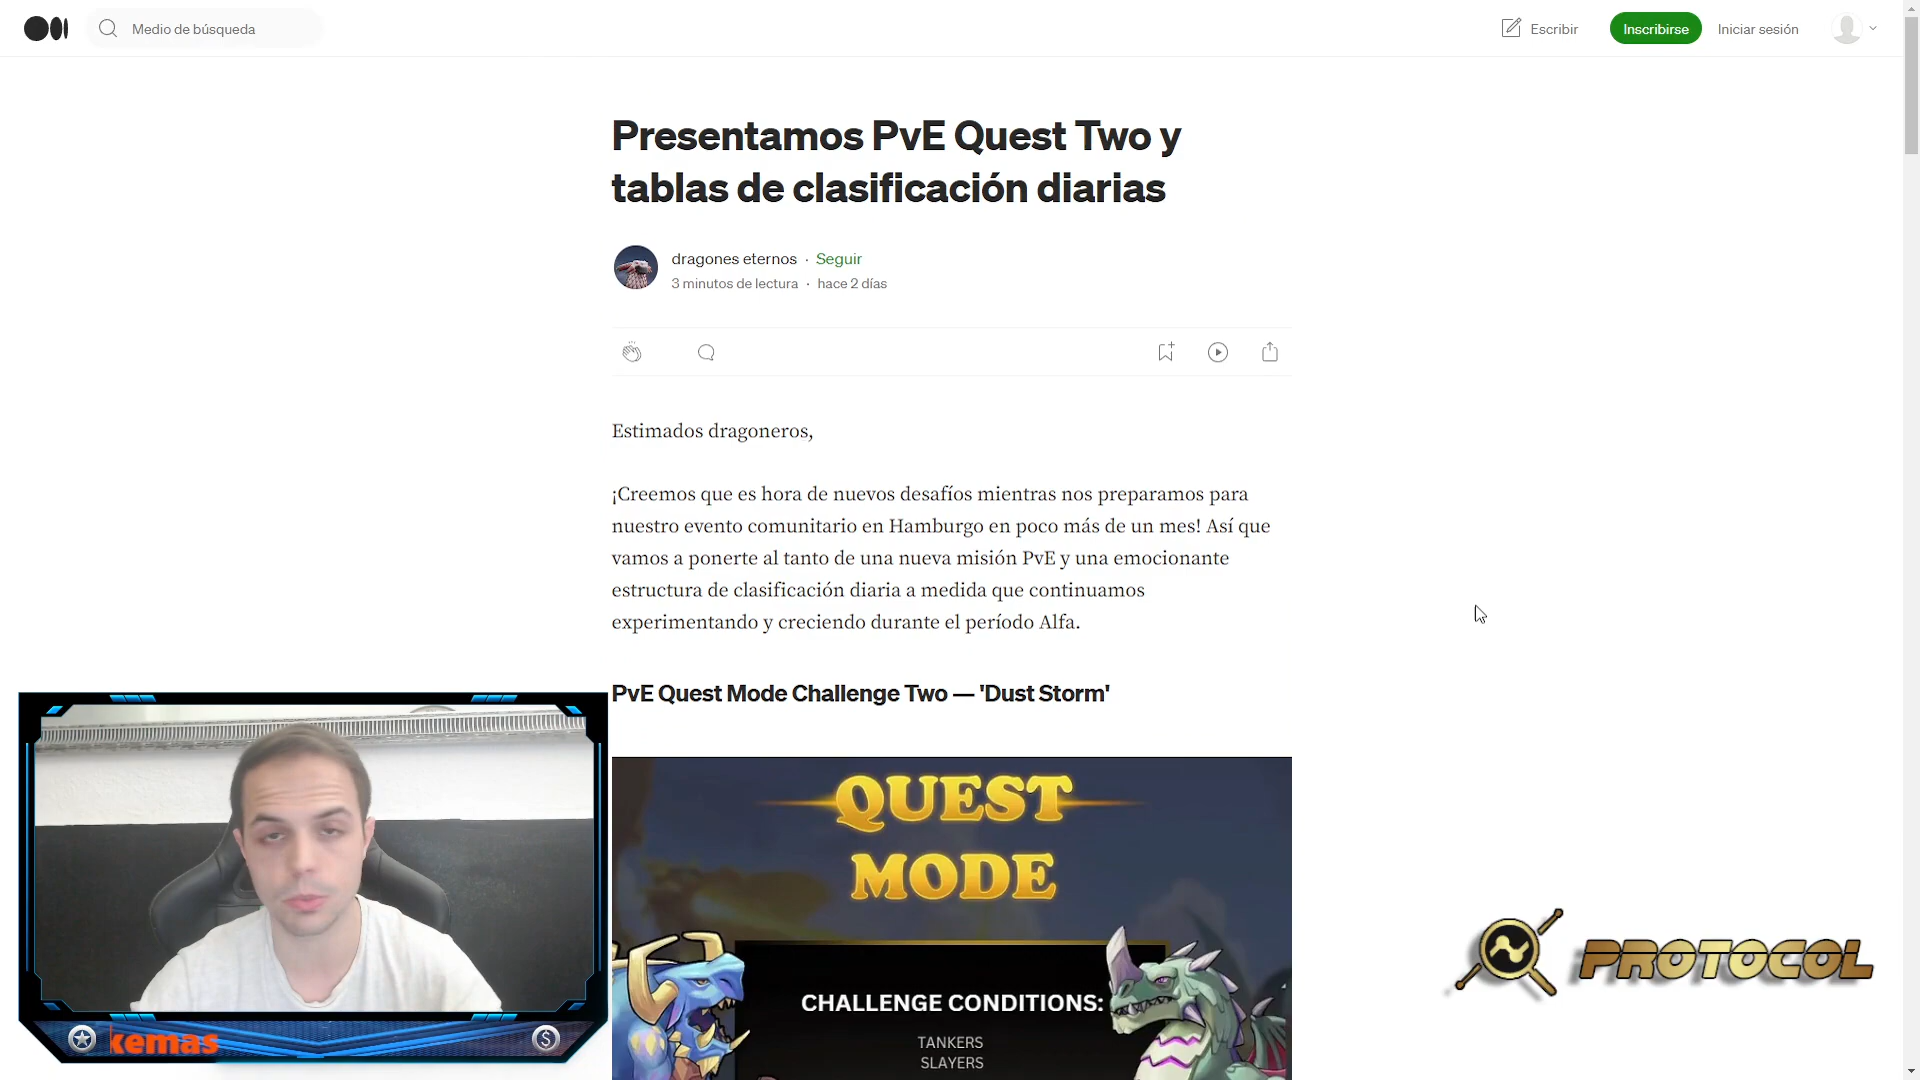 Medio de búsqueda
Escribir
Inscribirse
Iniciar sesión
Presentamos PvE Quest Two y
tablas de clasificación diarias
dragones eternos · Seguir
3 minutos de lectura · hace 2 días
Estimados dragoneros,
¡Creemos que es hora de nuevos desafíos mientras nos preparamos para
nuestro evento comunitario en Hamburgo en poco más de un mes! Así que
vamos a ponerte al tanto de una nueva misión PvE y una emocionante
estructura de clasificación diaria a medida que continuamos
experimentando y creciendo durante el período Alfa.
PvE Quest Mode Challenge Two — 'Dust Storm'
QUEST
MODE
CHALLENGE CONDITIONS:
TANKERS
SLAYERS
kemas
PROTOCOL